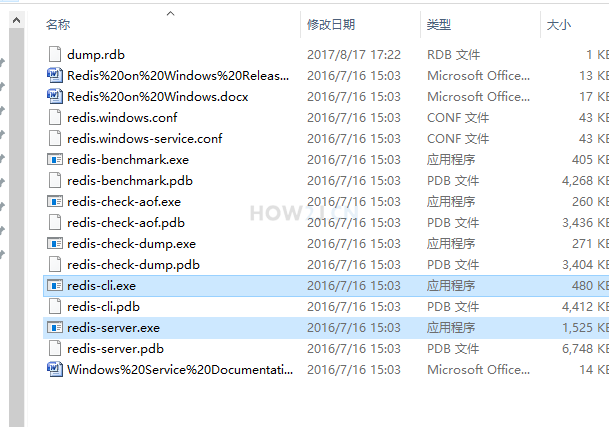 名称 修改日期 类型 大小
dump.rdb 2017/8/17 17:22 RDB 文件 1 KB
Redis%20on%20Windows%20Releas... 2016/7/16 15:03 Microsoft Office... 13 KB
Redis%20on%20Windows.docx 2016/7/16 15:03 Microsoft Office... 17 KB
redis.windows.conf 2016/7/16 15:03 CONF 文件 43 KB
redis.windows-service.conf 2016/7/16 15:03 CONF 文件 43 KB
redis-benchmark.exe 2016/7/16 15:03 应用程序 405 KB
redis-benchmark.pdb 2016/7/16 15:03 PDB 文件 4,268 KB
redis-check-aof.exe 2016/7/16 15:03 应用程序 260 KB
redis-check-aof.pdb 2016/7/16 15:03 PDB 文件 3,436 KB
redis-check-dump.exe 2016/7/16 15:03 应用程序 271 KB
redis-check-dump.pdb 2016/7/16 15:03 PDB 文件 3,404 KB
redis-cli.exe 2016/7/16 15:03 应用程序 480 KB
redis-cli.pdb 2016/7/16 15:03 PDB 文件 4,412 KB
redis-server.exe 2016/7/16 15:03 应用程序 1,525 KB
redis-server.pdb 2016/7/16 15:03 PDB 文件 6,748 KB
Windows%20Service%20Documentati... 2016/7/16 15:03 Microsoft Office... 14 KB